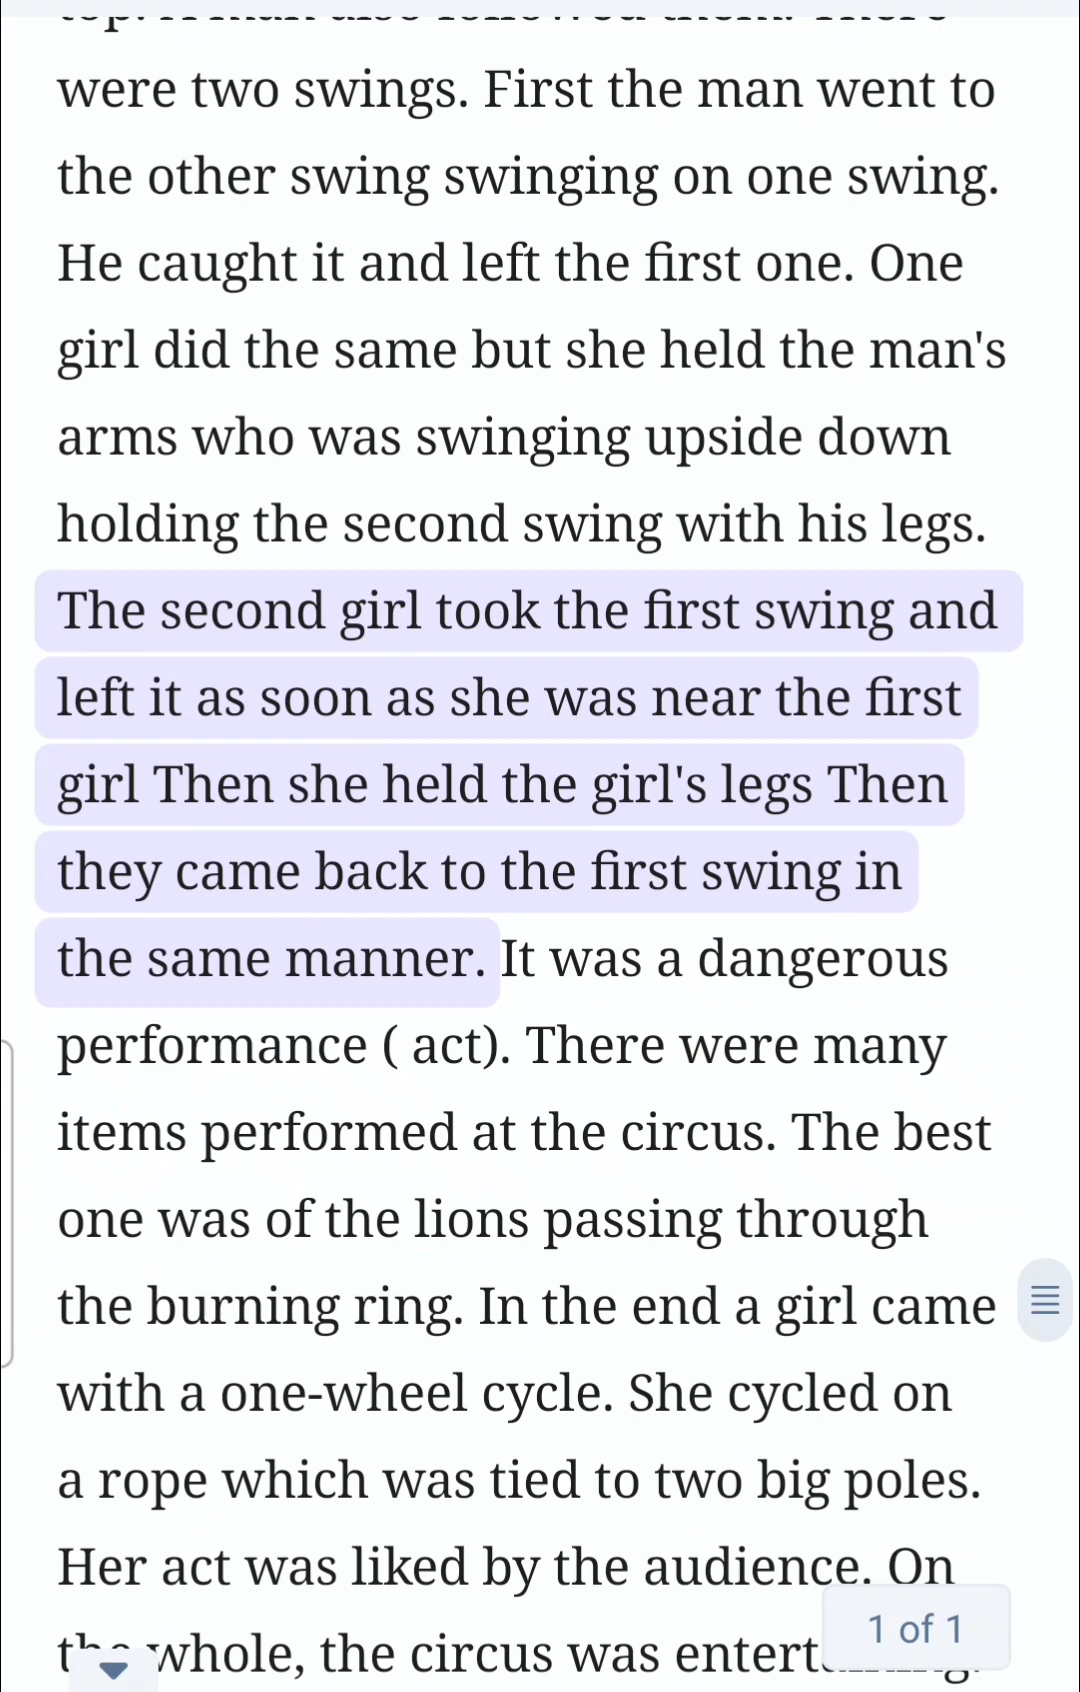 were two swings. First the man went to
the other swing swinging on one swing.
He caught it and left the first one. One
girl did the same but she held the man's
arms who was swinging upside down
holding the second swing with his legs.
The second girl took the first swing and
left it as soon as she was near the first
girl Then she held the girl's legs Then
they came back to the first swing in
the same manner. It was a dangerous
performance ( act). There were many
items performed at the circus. The best
one was of the lions passing through
the burning ring. In the end a girl came
with a one-wheel cycle. She cycled on
a rope which was tied to two big poles.
Her act was liked by the audience. On
the whole, the circus was entertaining.
1 of 1